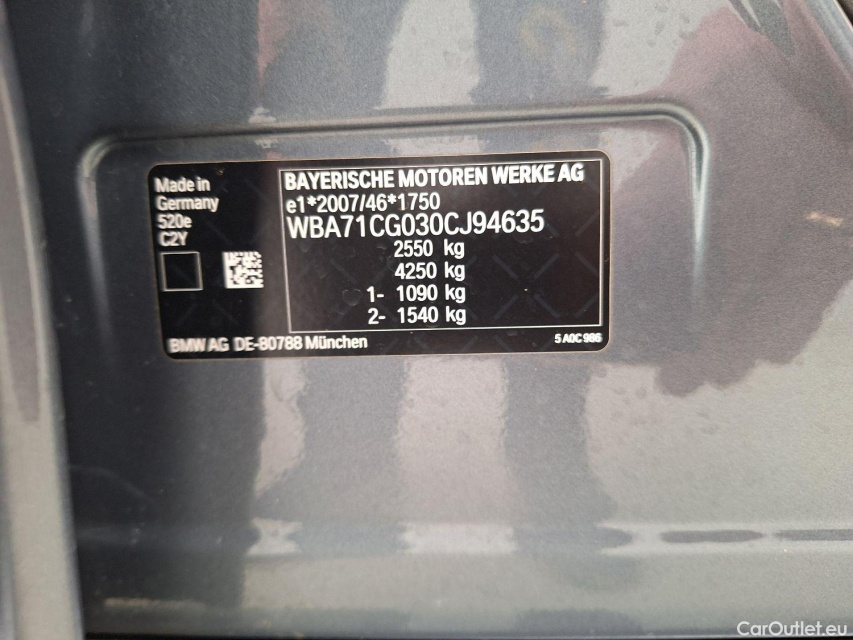 Made in
Germany
520e
C2Y
BAYERISCHE MOTOREN WERKE AG
e1*2007/46*1750
WBA71CG030CJ94635
2550 kg
4250 kg
1- 1090 kg
2- 1540 kg
BMW AG DE-80788 München
5 A0C 986
CarOutlet.eu